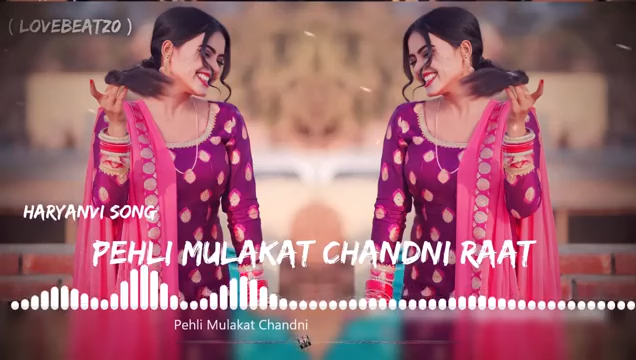 ( LOVEBEATZ0 )
HARYANVI SONG
PEHLI MULAKAT CHANDNI RAAT
Pehli Mulakat Chandni